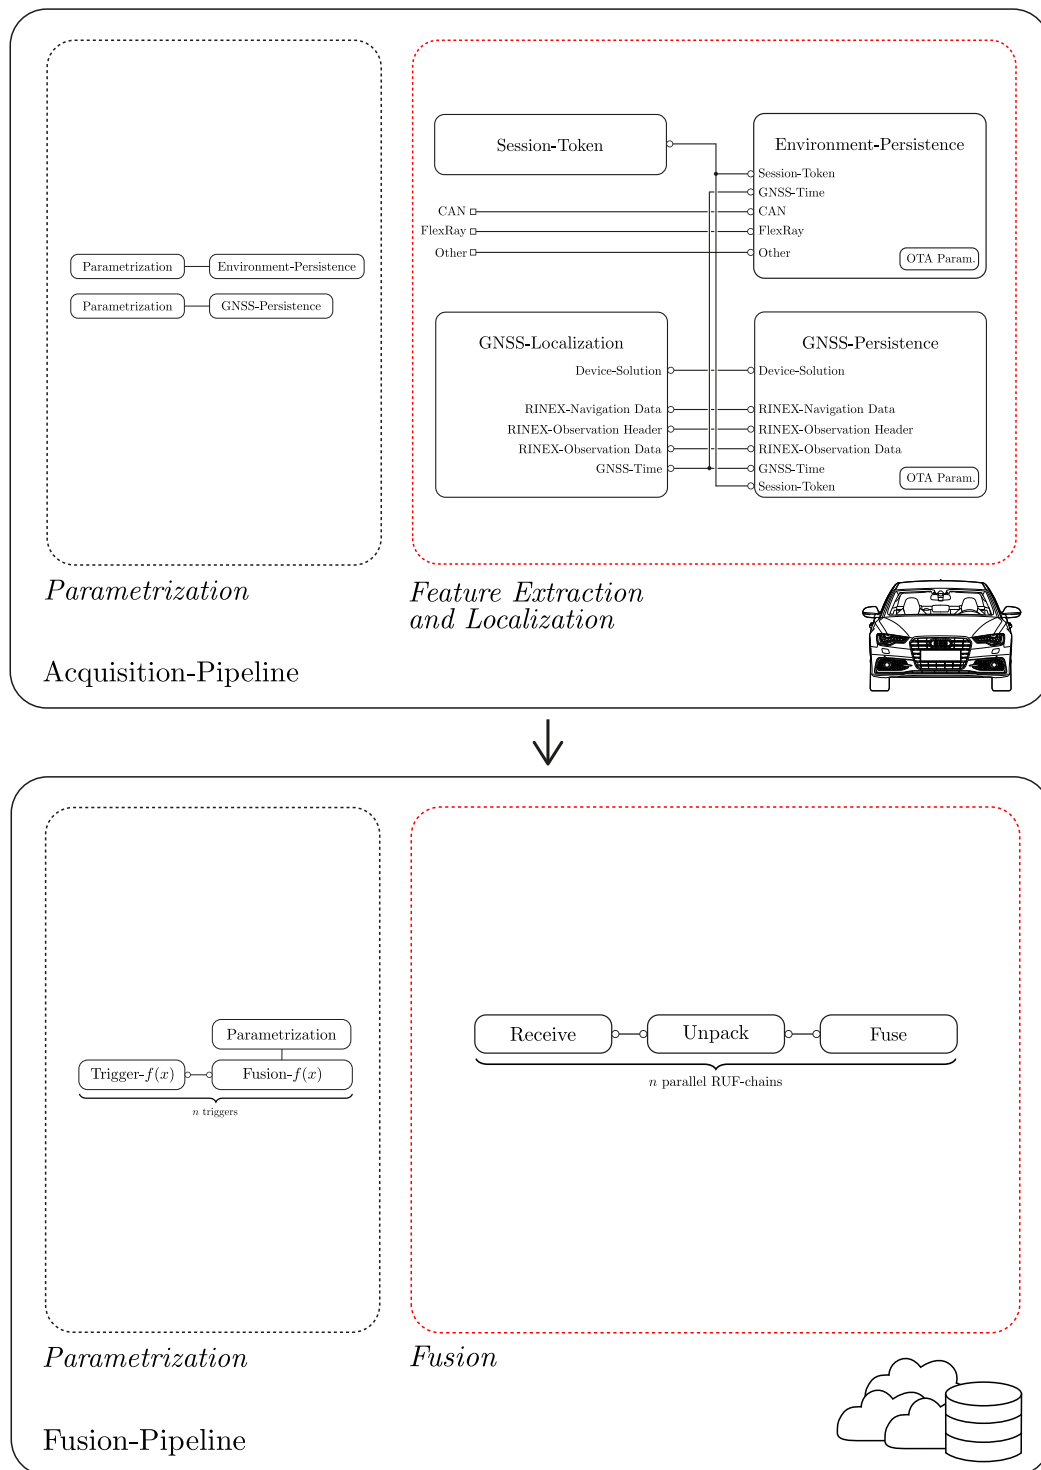 Session-Token
Environment-Persistence
Session-Token
GNSS-Time
CAN
CAN
FlexRay
FlexRay
Other
Other
OTA Param.
Parametrization
Environment-Persistence
Parametrization
GNSS-Persistence
GNSS-Localization
GNSS-Persistence
Device-Solution
Device-Solution
RINEX-Navigation Data
RINEX-Navigation Data
RINEX-Observation Header
RINEX-Observation Header
RINEX-Observation Data
RINEX-Observation Data
GNSS-Time
GNSS-Time
Session-Token
OTA Param.
Parametrization
Feature Extraction
and Localization
Acquisition-Pipeline
Parametrization
Trigger-f(x)
Fusion-f(x)
n triggers
Receive
Unpack
Fuse
n parallel RUF-chains
Parametrization
Fusion
Fusion-Pipeline